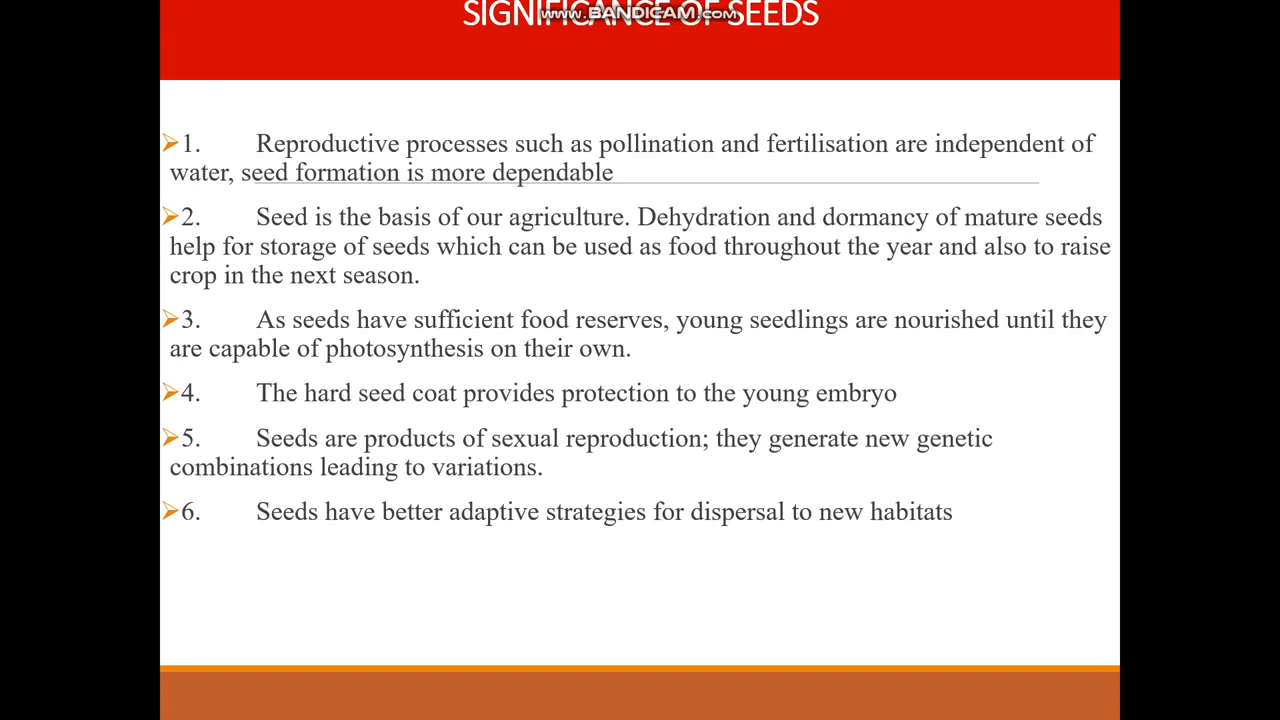 SIGNIFICANCE OF SEEDS
www.BANDICAM.com
➢1. Reproductive processes such as pollination and fertilisation are independent of
water, seed formation is more dependable
➢2. Seed is the basis of our agriculture. Dehydration and dormancy of mature seeds
help for storage of seeds which can be used as food throughout the year and also to raise
crop in the next season.
➢3. As seeds have sufficient food reserves, young seedlings are nourished until they
are capable of photosynthesis on their own.
➢4. The hard seed coat provides protection to the young embryo
➢5. Seeds are products of sexual reproduction; they generate new genetic
combinations leading to variations.
➢6. Seeds have better adaptive strategies for dispersal to new habitats